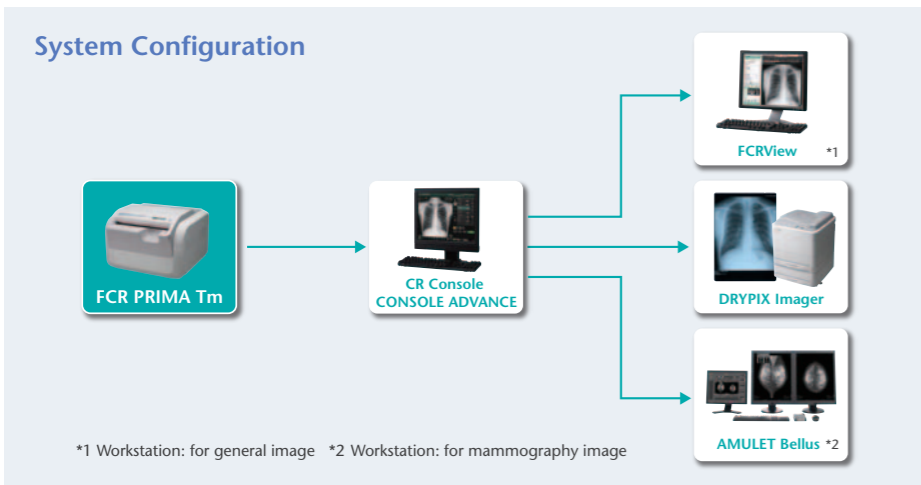 System Configuration
FCRView *1
FCR PRIMA Tm
CR Console
CONSOLE ADVANCE
DRYPIX Imager
AMULET Bellus *2
*1 Workstation: for general image *2 Workstation: for mammography image